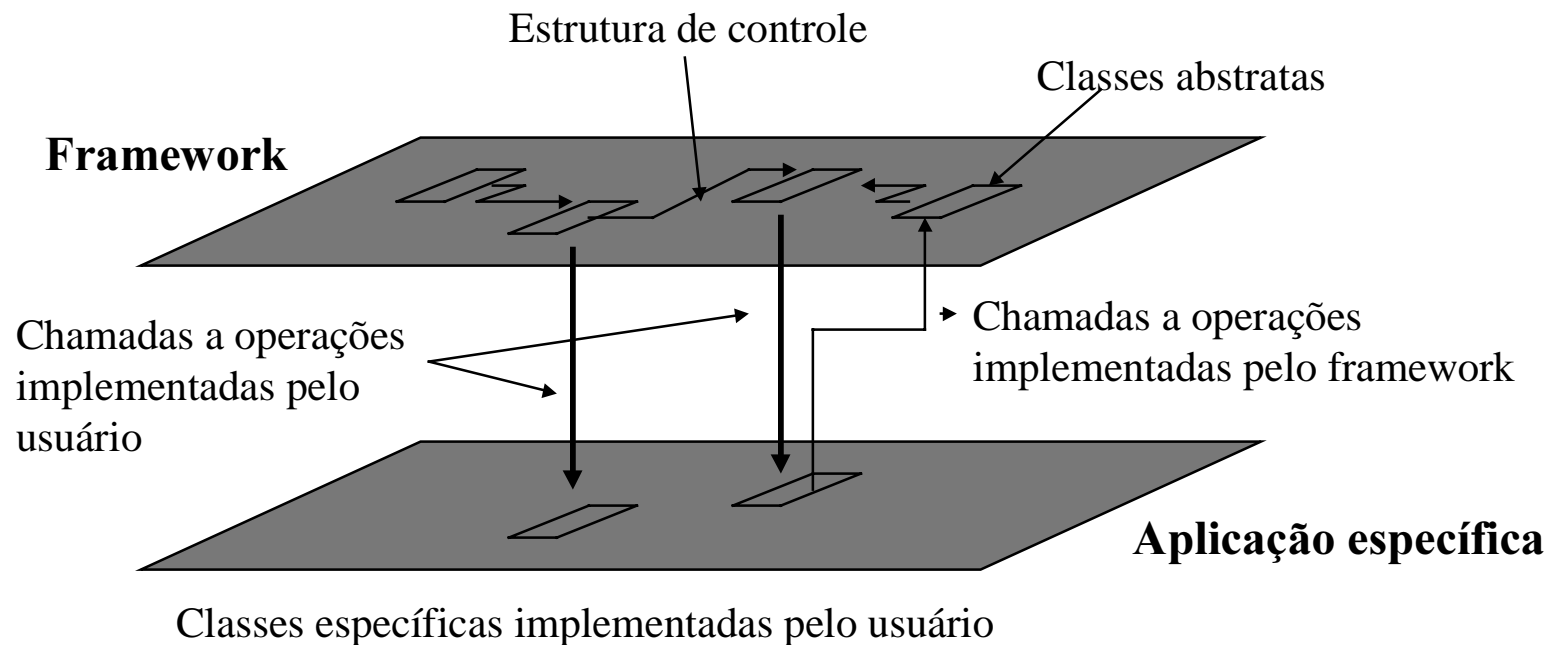 Estrutura de controle
Classes abstratas
Framework
Chamadas a operações
implementadas pelo
usuário
Chamadas a operações
implementadas pelo framework
Aplicação específica
Classes específicas implementadas pelo usuário